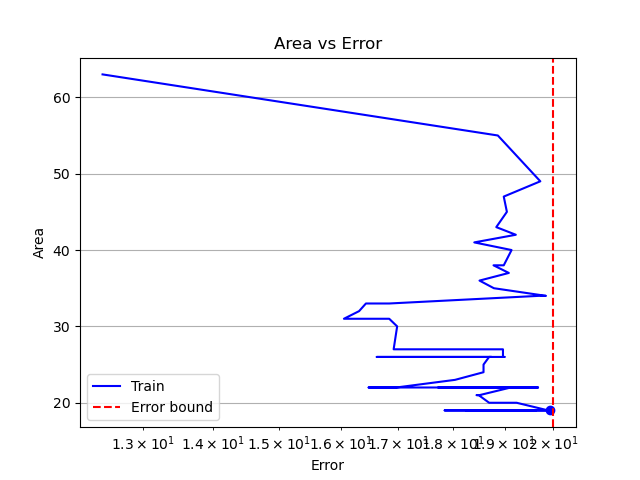 Area vs Error
60
50
40
30
20
Area
Train
Error bound
1.3 × 10¹ 1.4 × 10¹ 1.5 × 10¹ 1.6 × 10¹ 1.7 × 10¹ 1.8 × 10¹ 1.9 × 10¹ 2 × 10¹
Error